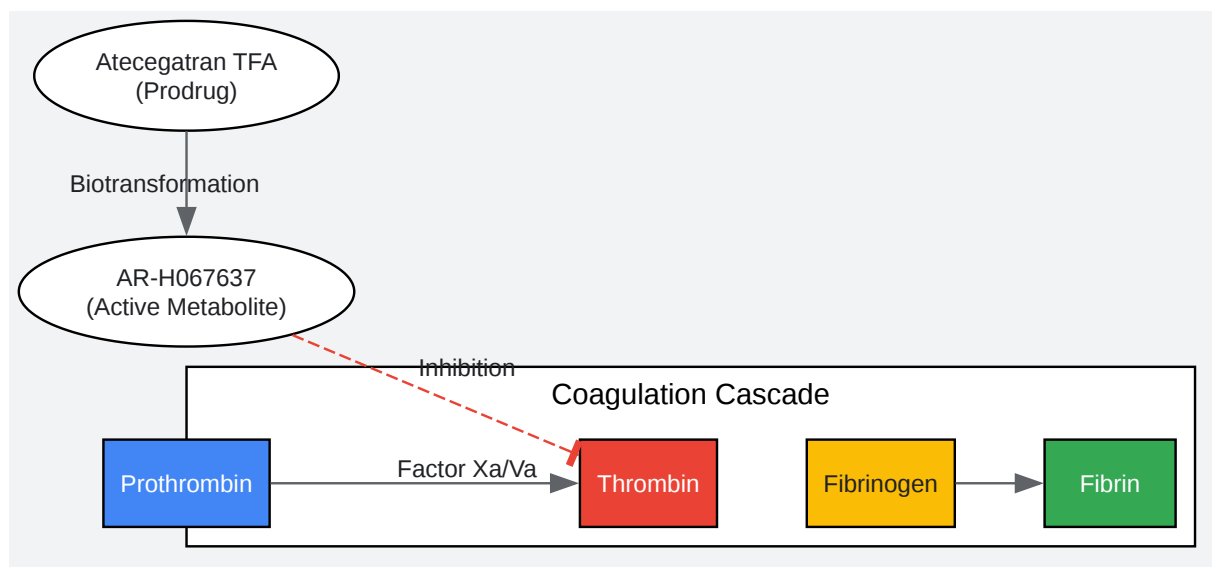 Atecegatran TFA
(Prodrug)
Biotransformation
AR-H067637
(Active Metabolite)
Inhibition
Coagulation Cascade
Prothrombin
Factor Xa/Va
Thrombin
Fibrinogen
Fibrin